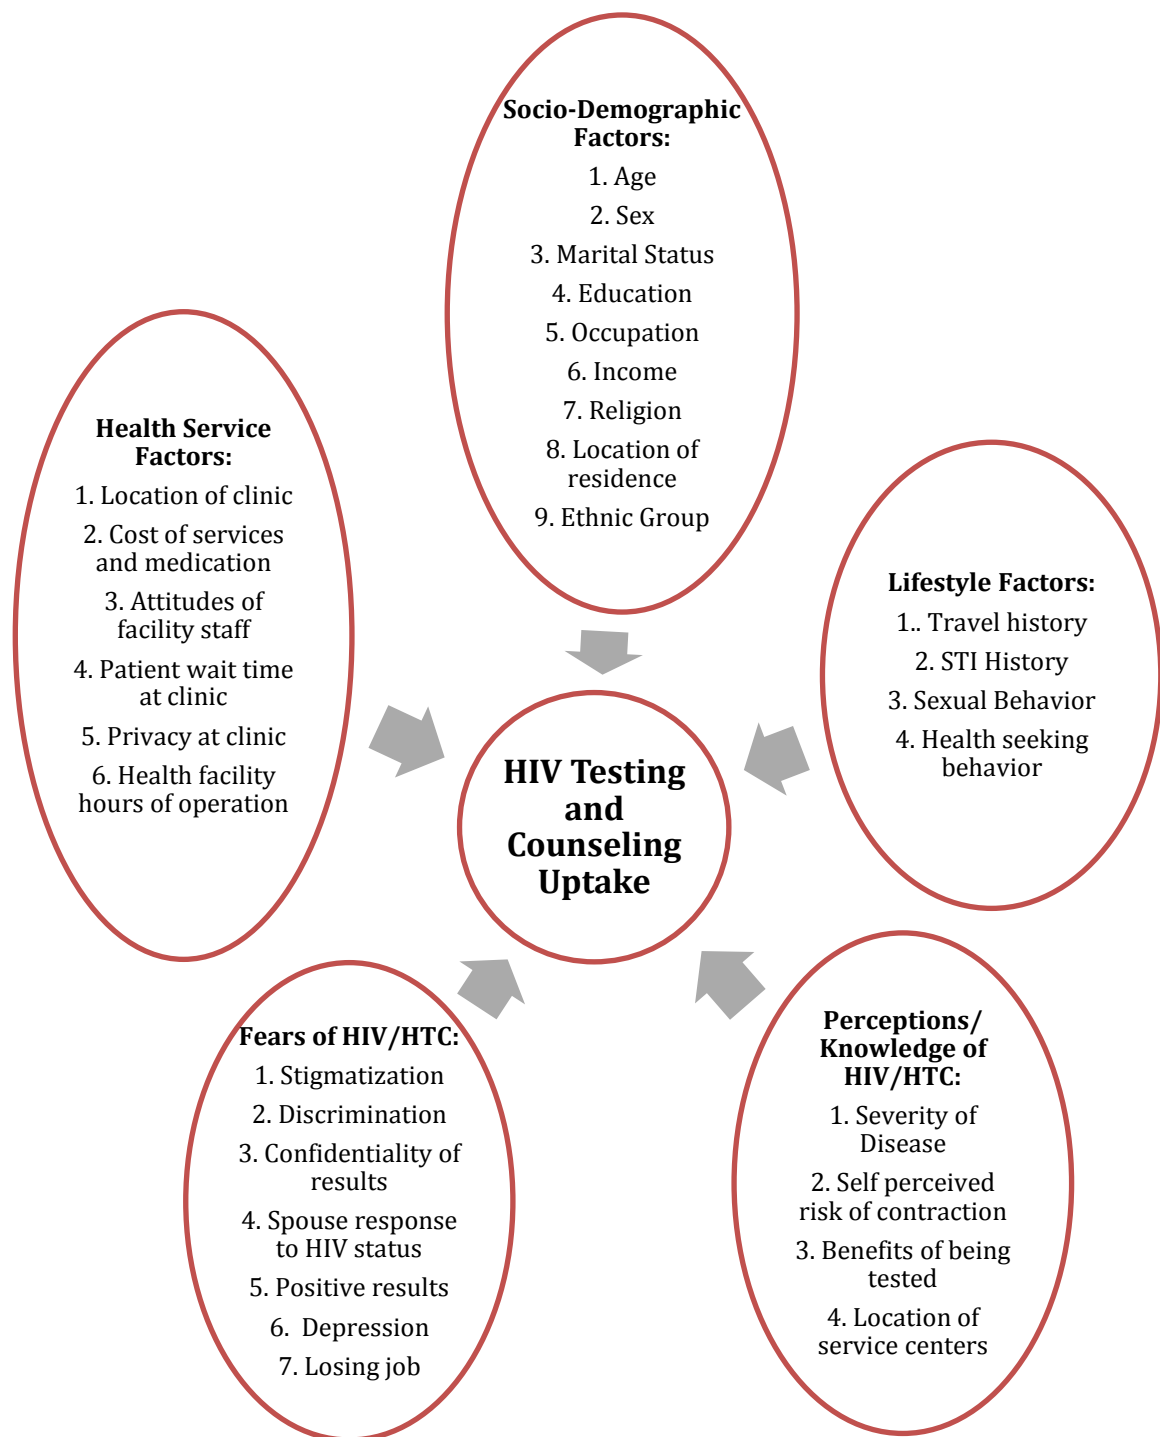 Socio-Demographic
Factors:
1. Age
2. Sex
3. Marital Status
4. Education
5. Occupation
6. Income
7. Religion
8. Location of
residence
9. Ethnic Group
Health Service
Factors:
1. Location of clinic
2. Cost of services
and medication
3. Attitudes of
facility staff
4. Patient wait time
at clinic
5. Privacy at clinic
6. Health facility
hours of operation
Lifestyle Factors:
1.. Travel history
2. STI History
3. Sexual Behavior
4. Health seeking
behavior
HIV Testing
and
Counseling
Uptake
Fears of HIV/HTC:
1. Stigmatization
2. Discrimination
3. Confidentiality of
results
4. Spouse response
to HIV status
5. Positive results
6. Depression
7. Losing job
Perceptions/
Knowledge of
HIV/HTC:
1. Severity of
Disease
2. Self perceived
risk of contraction
3. Benefits of being
tested
4. Location of
service centers